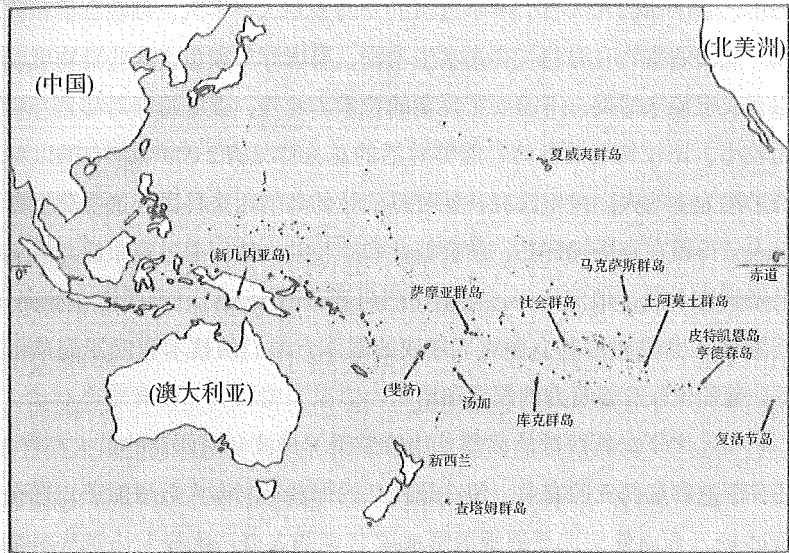 (北美洲)
(中国)
夏威夷群岛
(新几内亚岛)
马克萨斯群岛
0°
0°
赤道
萨摩亚群岛
社会群岛
土阿莫土群岛
皮特凯恩岛
亨德森岛
(澳大利亚)
(斐济)
汤加
库克群岛
复活节岛
新西兰
查塔姆群岛